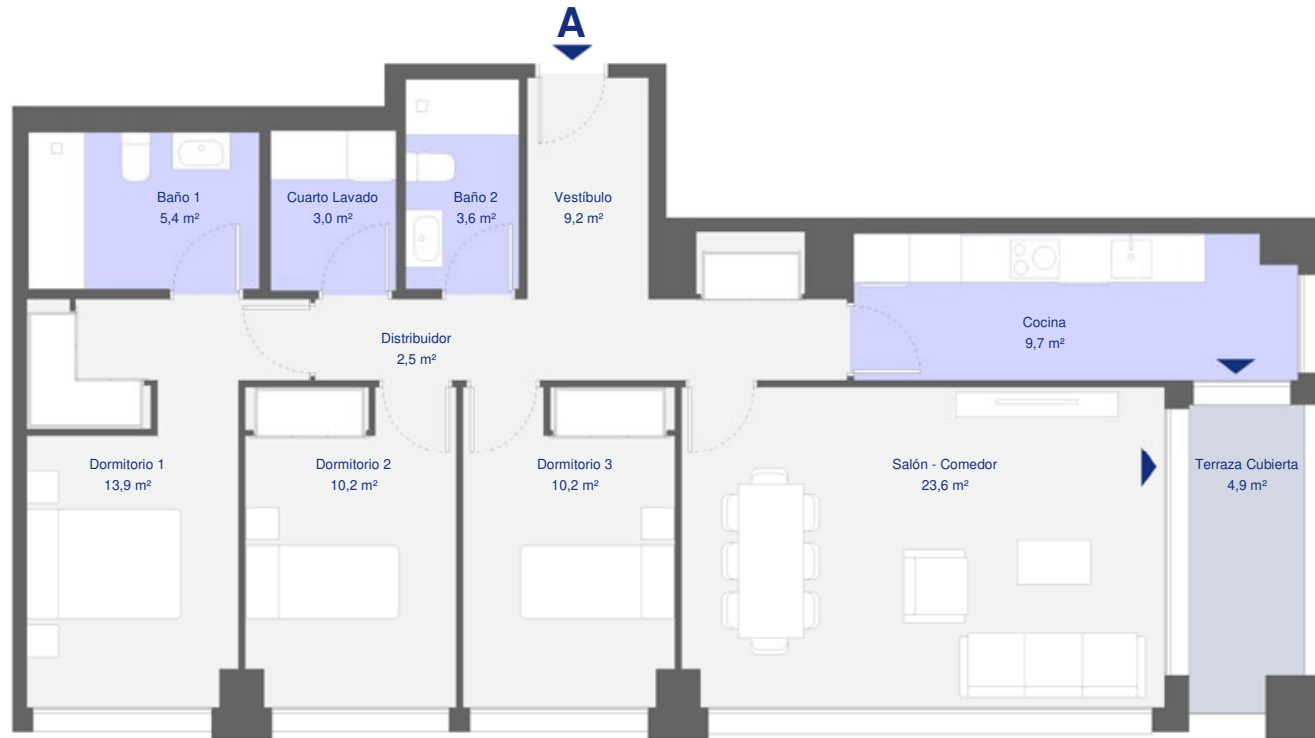 A
Baño 1
5,4 m²
Cuarto Lavado
3,0 m²
Baño 2
3,6 m²
Vestíbulo
9,2 m²
Distribuidor
2,5 m²
Cocina
9,7 m²
Dormitorio 1
13,9 m²
Dormitorio 2
10,2 m²
Dormitorio 3
10,2 m²
Salón - Comedor
23,6 m²
Terraza Cubierta
4,9 m²